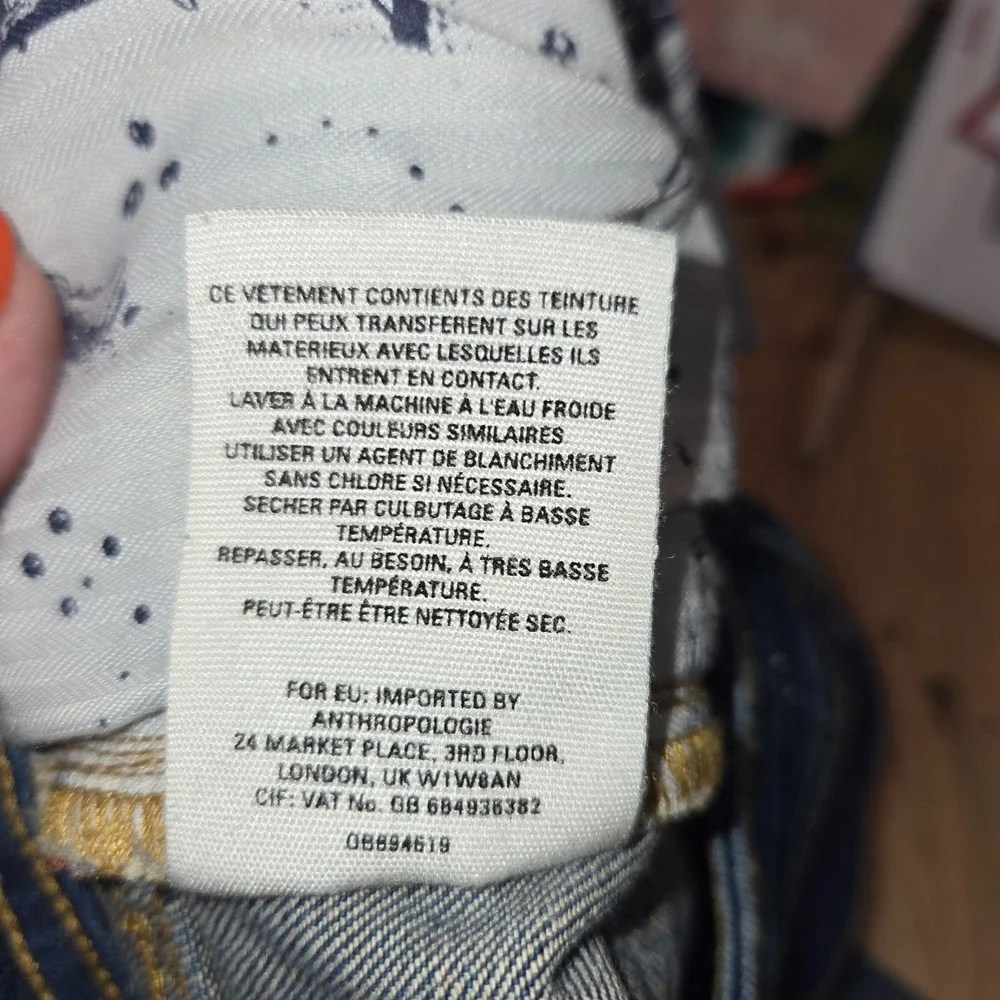 CE VETEMENT CONTIENTS DES TEINTURE
QUI PEUX TRANSFERENT SUR LES
MATERIEUX AVEC LESQUELLES ILS
ENTRENT EN CONTACT.
LAVER À LA MACHINE À L'EAU FROIDE
AVEC COULEURS SIMILAIRES
UTILISER UN AGENT DE BLANCHIMENT
SANS CHLORE SI NÉCESSAIRE.
SECHER PAR CULBUTAGE À BASSE
TEMPÉRATURE.
REPASSER, AU BESOIN, À TRES BASSE
TEMPÉRATURE.
PEUT-ÊTRE ÊTRE NETTOYÉE SEC.
FOR EU: IMPORTED BY
ANTHROPOLOGIE
24 MARKET PLACE, 3RD FLOOR,
LONDON, UK W1W8AN
CIF: VAT No. GB 684936382
OB894619